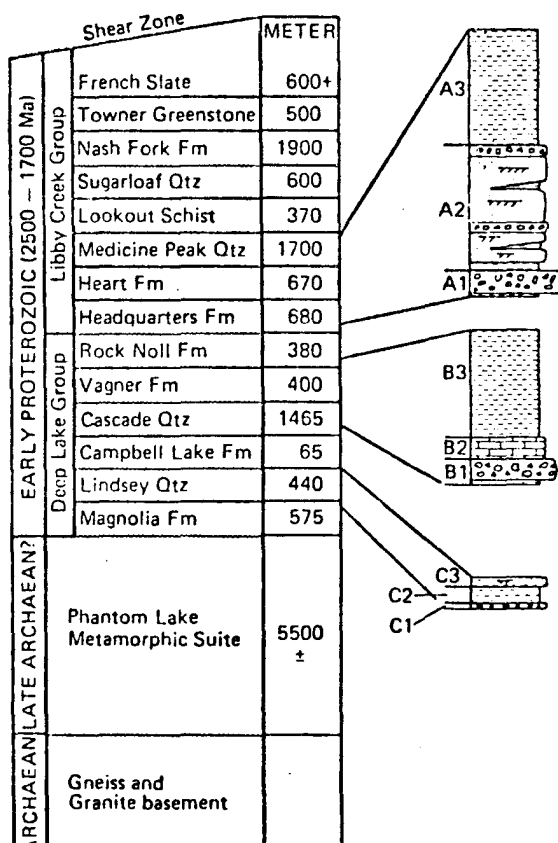 Shear Zone
METER
EARLY PROTEROZOIC (2500 – 1700 Ma)
Libby Creek Group
French Slate 600+
Towner Greenstone 500
Nash Fork Fm 1900
Sugarloaf Qtz 600
Lookout Schist 370
Medicine Peak Qtz 1700
Heart Fm 670
Headquarters Fm 680
Deep Lake Group
Rock Noll Fm 380
Vagner Fm 400
Cascade Qtz 1465
Campbell Lake Fm 65
Lindsey Qtz 440
Magnolia Fm 575
LATE ARCHAEAN?
Phantom Lake
Metamorphic Suite 5500
±
ARCHAEAN
Gneiss and
Granite basement
A3
A2
A1
B3
B2
B1
C3
C2
C1